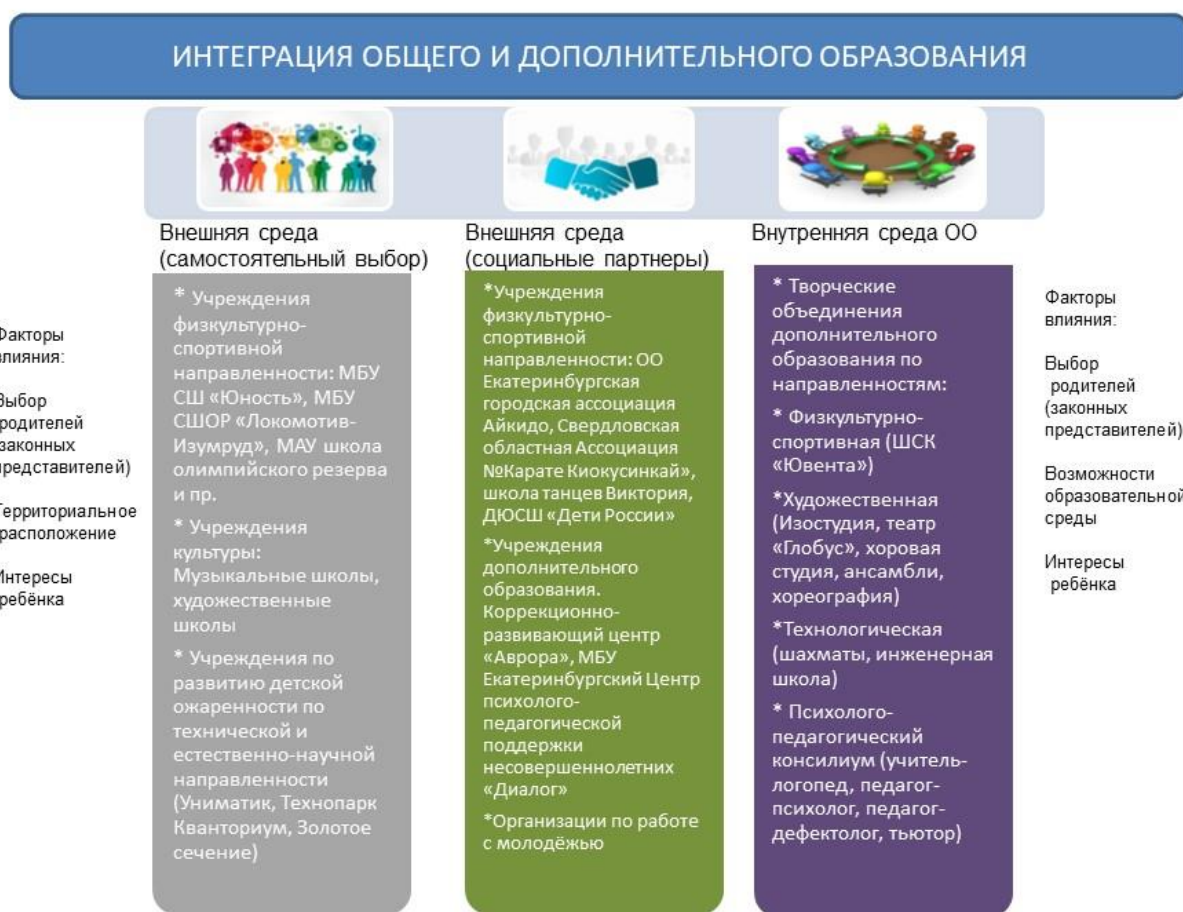 ИНТЕГРАЦИЯ ОБЩЕГО И ДОПОЛНИТЕЛЬНОГО ОБРАЗОВАНИЯ
Факторы
влияния:
Выбор
родителей
(законных
представителей)
Территориальное
расположение
Интересы
ребёнка
Внешняя среда
(самостоятельный выбор)
* Учреждения
физкультурно-
спортивной
направленности: МБУ
СШ «Юность», МБУ
СШОР «Локомотив-
Изумруд», МАУ школа
олимпийского резерва
и пр.
* Учреждения
культуры:
Музыкальные школы,
художественные
школы
* Учреждения по
развитию детской
ожаренности по
технической и
естественно-научной
направленности
(Униматик, Технопарк
Кванториум, Золотое
сечение)
Внешняя среда
(социальные партнеры)
*Учреждения
физкультурно-
спортивной
направленности: ОО
Екатеринбургская
городская ассоциация
Айкидо, Свердловская
областная Ассоциация
№Карате Киокусинкай»,
школа танцев Виктория,
ДЮСШ «Дети России»
*Учреждения
дополнительного
образования.
Коррекционно-
развивающий центр
«Аврора», МБУ
Екатеринбургский Центр
психолого-
педагогической
поддержки
несовершеннолетних
«Диалог»
*Организации по работе
с молодёжью
Внутренняя среда ОО
* Творческие
объединения
дополнительного
образования по
направленностям:
* Физкультурно-
спортивная (ШСК
«Ювента»)
*Художественная
(Изостудия, театр
«Глобус», хоровая
студия, ансамбли,
хореография)
*Технологическая
(шахматы, инженерная
школа)
* Психолого-
педагогический
консилиум (учитель-
логопед, педагог-
психолог, педагог-
дефектолог, тьютор)
Факторы
влияния:
Выбор
родителей
(законных
представителей)
Возможности
образовательной
среды
Интересы
ребёнка